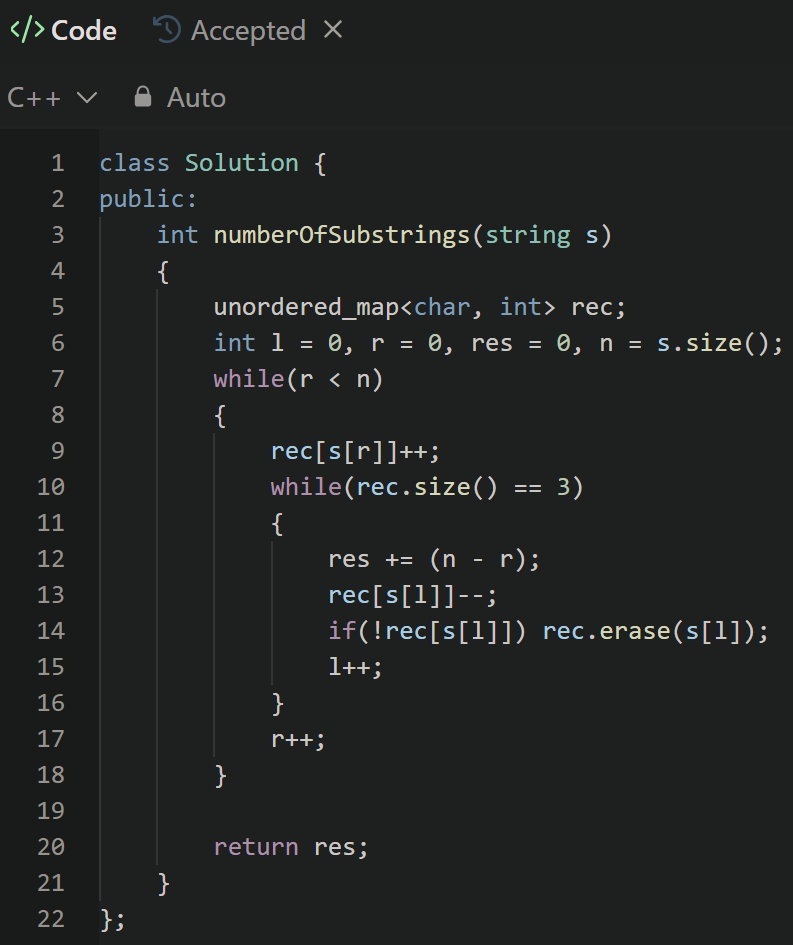 </> Code Accepted ×
C++ Auto
1 class Solution {
2 public:
3     int numberOfSubstrings(string s)
4     {
5         unordered_map<char, int> rec;
6         int l = 0, r = 0, res = 0, n = s.size();
7         while(r < n)
8         {
9             rec[s[r]]++;
10             while(rec.size() == 3)
11             {
12                 res += (n - r);
13                 rec[s[l]]--;
14                 if(!rec[s[l]]) rec.erase(s[l]);
15                 l++;
16             }
17             r++;
18         }
19
20         return res;
21     }
22 };